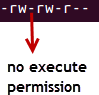 -rw-rw-r--
no execute
permission